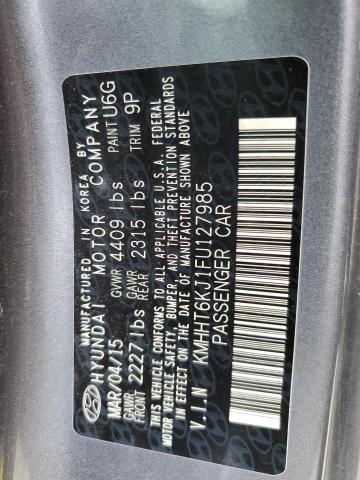 MANUFACTURED IN KOREA BY
HYUNDAI MOTOR COMPANY
MAR/04/15 GVWR 4409 lbs PAINT U6G
GAWR FRONT 2227 lbs GAWR REAR 2315 lbs TRIM 9P
THIS VEHICLE CONFORMS TO ALL APPLICABLE U.S.A. FEDERAL
MOTOR VEHICLE SAFETY, BUMPER, AND THEFT PREVENTION STANDARDS
IN EFFECT ON THE DATE OF MANUFACTURE SHOWN ABOVE
V.I.N KMHHT6KJ1FU127985
PASSENGER CAR